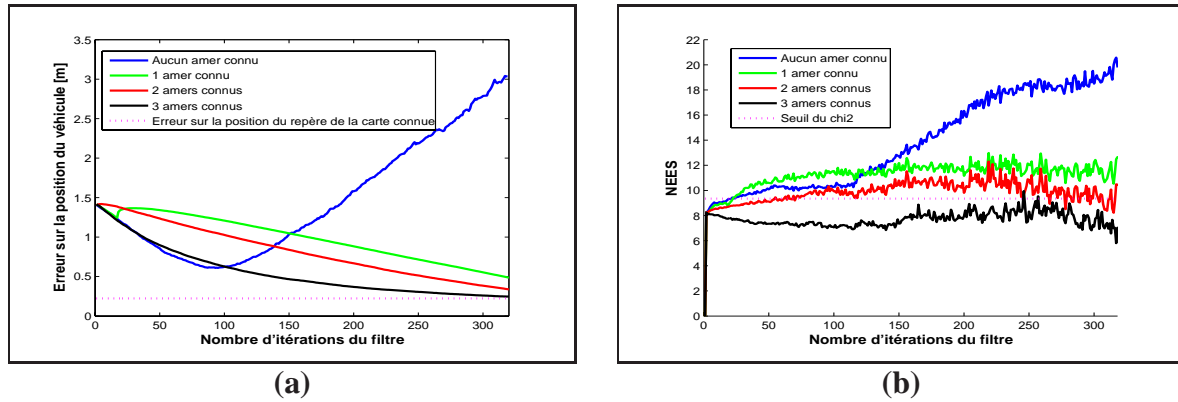 Erreur sur la position du véhicule [m]
3.5
3
2.5
2
1.5
1
0.5
0
0
50
100
150
200
250
300
Nombre d'itérations du filtre
Aucun amer connu
1 amer connu
2 amers connus
3 amers connus
Erreur sur la position du repère de la carte connue
(a)
NEES
22
20
18
16
14
12
10
8
6
4
2
0
0
50
100
150
200
250
300
Nombre d'itérations du filtre
Aucun amer connu
1 amer connu
2 amers connus
3 amers connus
Seuil du chi2
(b)